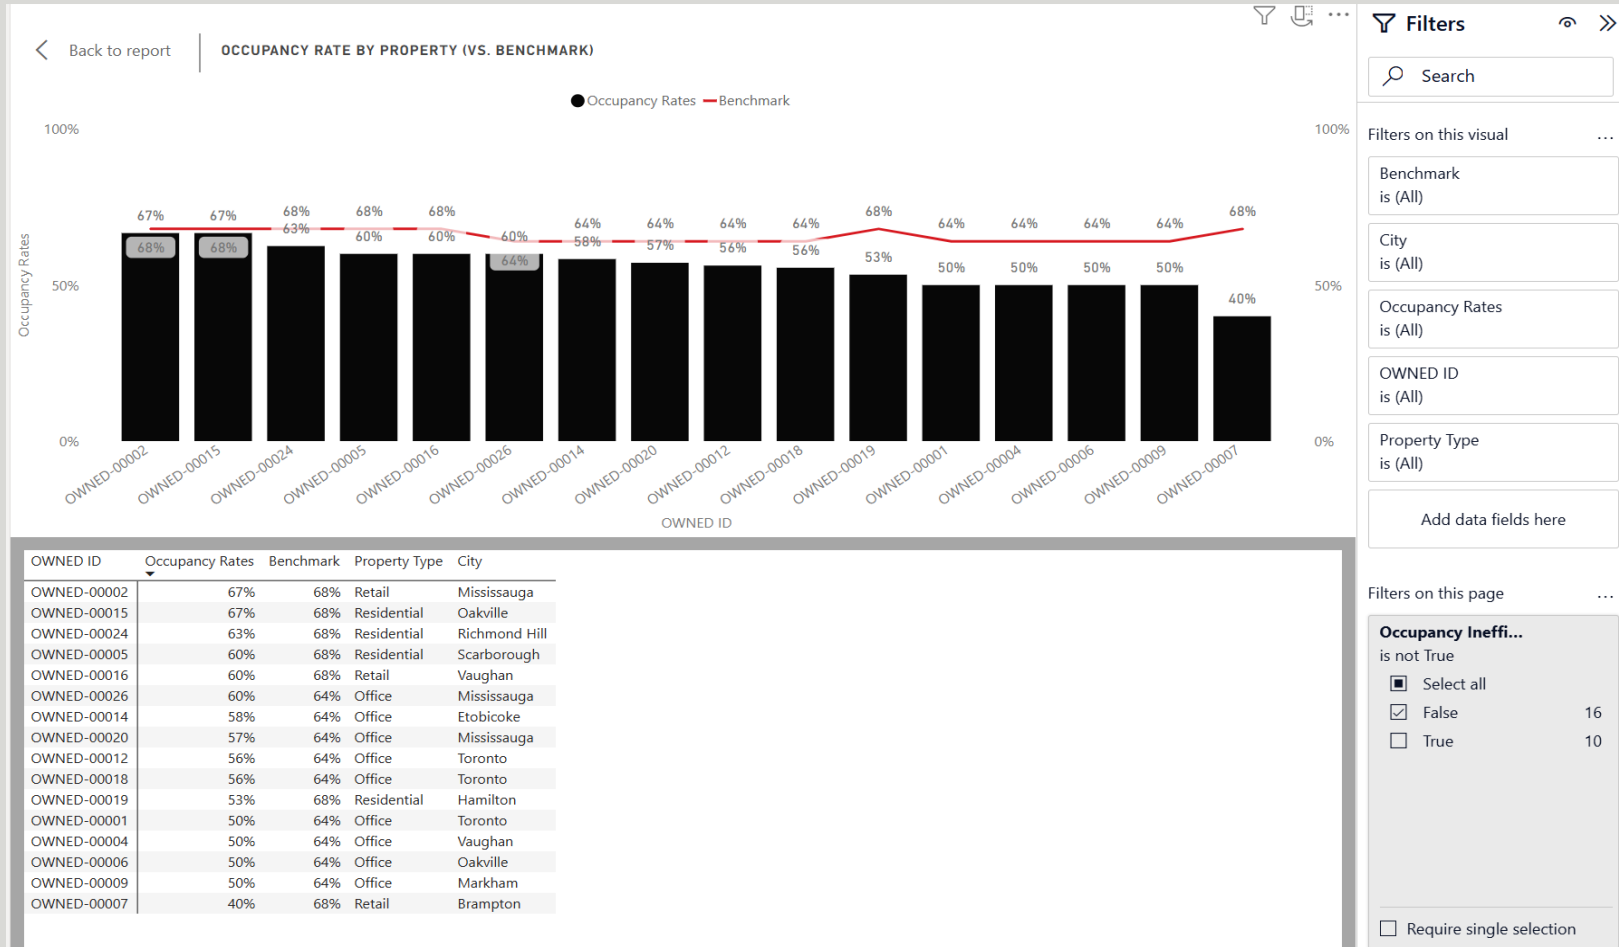 Back to report
OCCUPANCY RATE BY PROPERTY (VS. BENCHMARK)
Occupancy Rates Benchmark
100% 100%
67% 67% 68% 68% 68% 60% 64% 64% 64% 64% 68% 64% 64% 64% 64% 68%
68% 68% 63% 60% 60% 64% 58% 57% 56% 56% 53% 50% 50% 50% 50% 40%
50% 50%
0% 0%
Occupancy Rates
OWNED-00002 OWNED-00015 OWNED-00024 OWNED-00005 OWNED-00016 OWNED-00026 OWNED-00014 OWNED-00020 OWNED-00012 OWNED-00018 OWNED-00019 OWNED-00001 OWNED-00004 OWNED-00006 OWNED-00009 OWNED-00007
OWNED ID
OWNED ID Occupancy Rates Benchmark Property Type City
OWNED-00002 67% 68% Retail Mississauga
OWNED-00015 67% 68% Residential Oakville
OWNED-00024 63% 68% Residential Richmond Hill
OWNED-00005 60% 68% Residential Scarborough
OWNED-00016 60% 68% Retail Vaughan
OWNED-00026 60% 64% Office Mississauga
OWNED-00014 58% 64% Office Etobicoke
OWNED-00020 57% 64% Office Mississauga
OWNED-00012 56% 64% Office Toronto
OWNED-00018 56% 64% Office Toronto
OWNED-00019 53% 68% Residential Hamilton
OWNED-00001 50% 64% Office Toronto
OWNED-00004 50% 64% Office Vaughan
OWNED-00006 50% 64% Office Oakville
OWNED-00009 50% 64% Office Markham
OWNED-00007 40% 68% Retail Brampton
Filters
Search
Filters on this visual ...
Benchmark
is (All)
City
is (All)
Occupancy Rates
is (All)
OWNED ID
is (All)
Property Type
is (All)
Add data fields here
Filters on this page ...
Occupancy Ineffi...
is not True
Select all
False 16
True 10
Require single selection